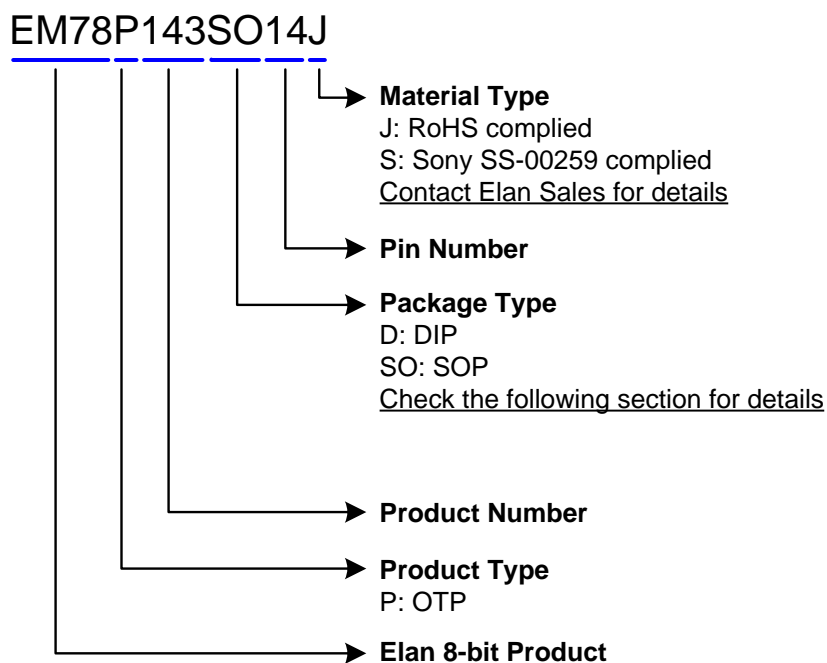 EM78P143SO14J
Material Type
J: RoHS complied
S: Sony SS-00259 complied
Contact Elan Sales for details
Pin Number
Package Type
D: DIP
SO: SOP
Check the following section for details
Product Number
Product Type
P: OTP
Elan 8-bit Product